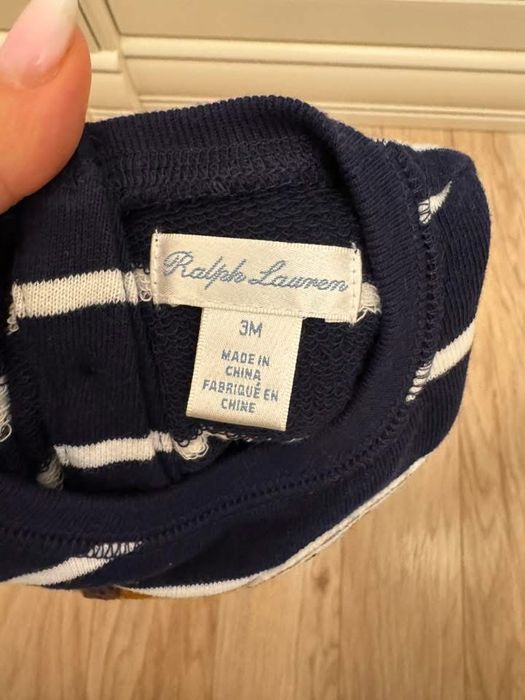 Ralph Lauren
3M
MADE IN
CHINA
FABRIQUÉ EN
CHINE